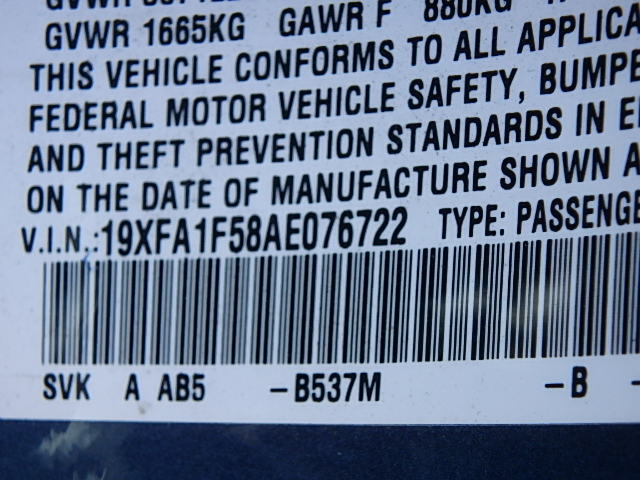 GVWR 1665KG GAWR F 880KG
THIS VEHICLE CONFORMS TO ALL APPLICA
FEDERAL MOTOR VEHICLE SAFETY, BUMPE
AND THEFT PREVENTION STANDARDS IN E
ON THE DATE OF MANUFACTURE SHOWN A
V.I.N.:19XFA1F58AE076722 TYPE: PASSENGE
SVK A AB5 -B537M -B -